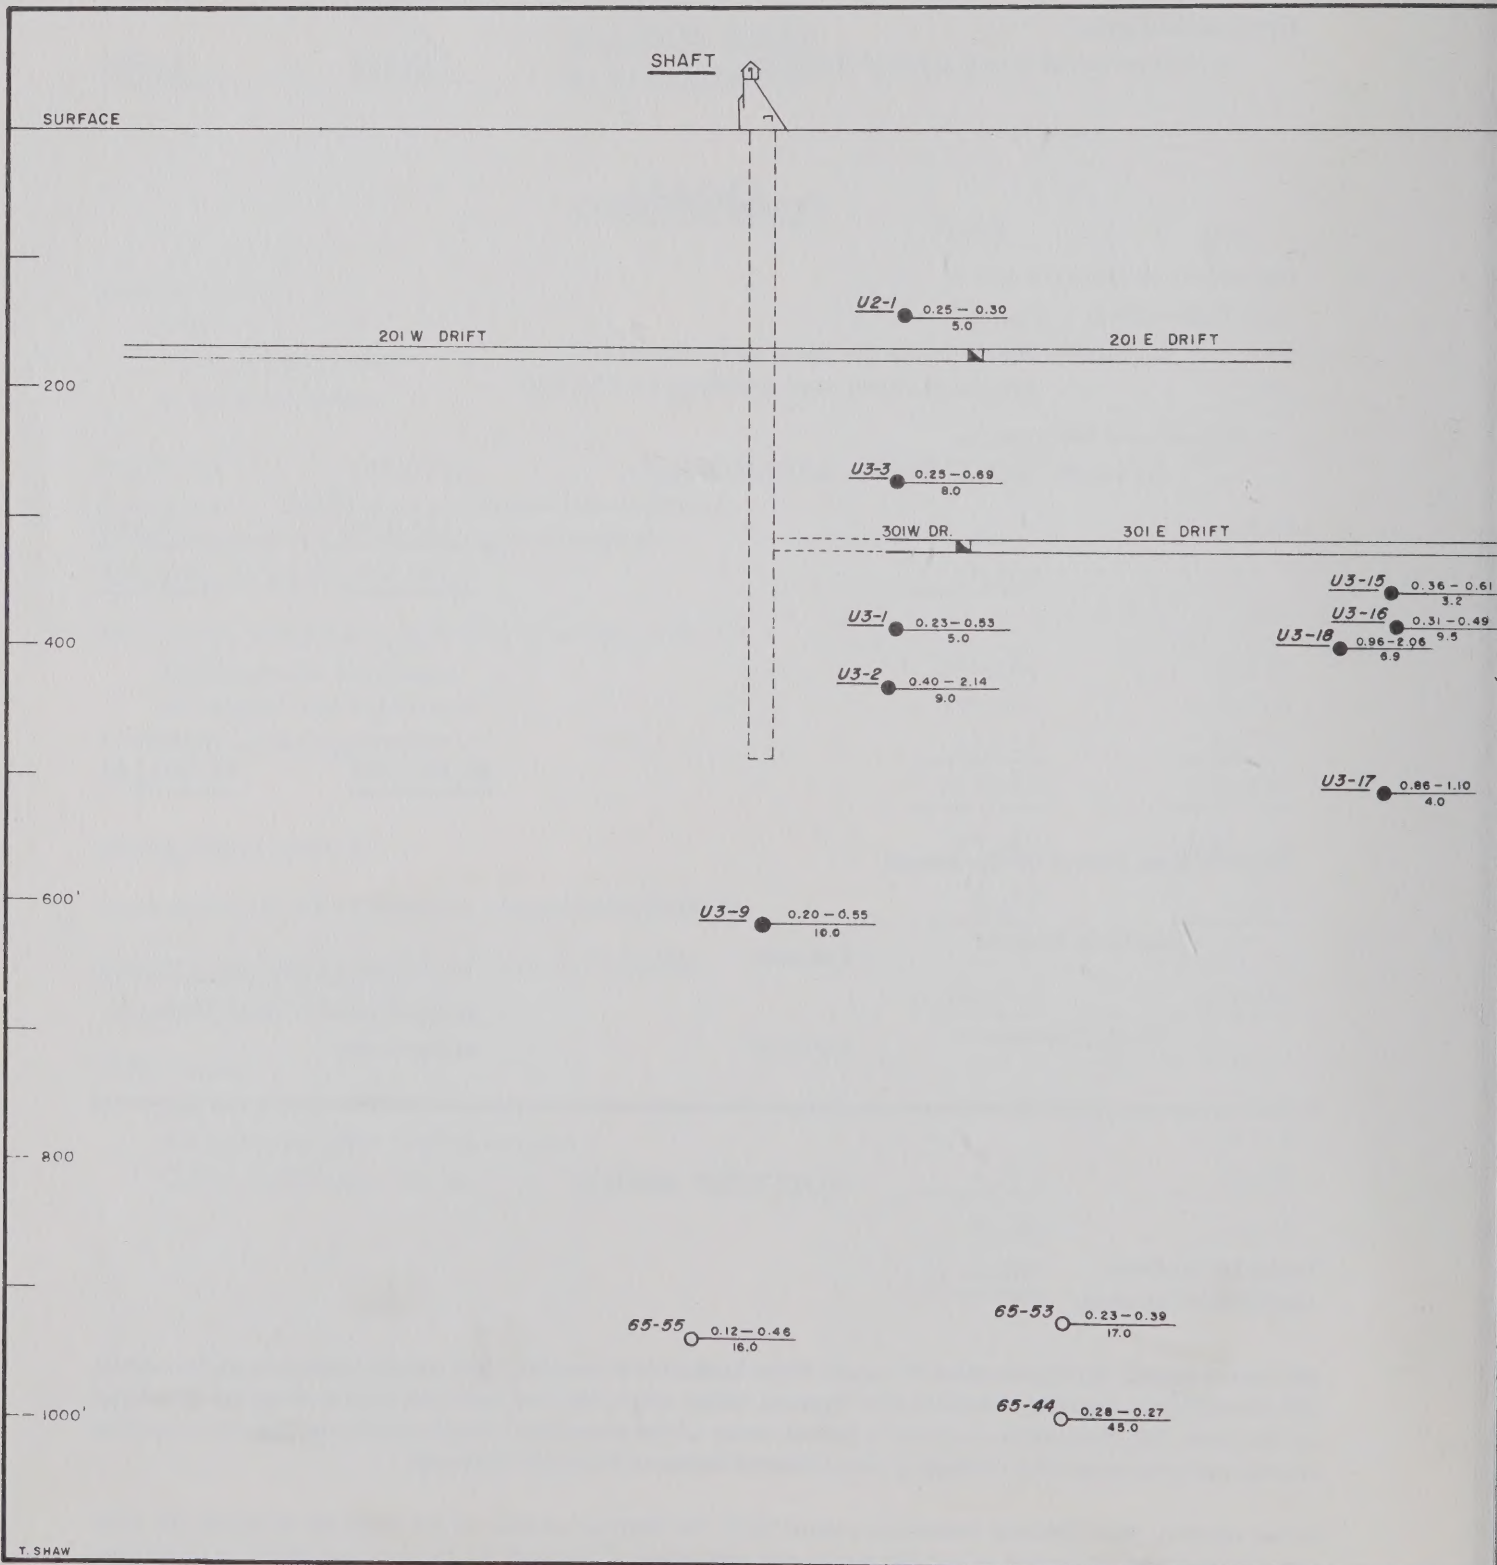 SHAFT
SURFACE
U2-1 0.25 - 0.30
5.0
201 W DRIFT
201 E DRIFT
200
U3-3 0.25 - 0.69
8.0
301W DR.
301 E DRIFT
U3-15 0.36 - 0.61
3.2
U3-16 0.31 - 0.49
9.5
U3-1 0.23 - 0.53
5.0
400
U3-18 0.96 - 2.06
6.9
U3-2 0.40 - 2.14
9.0
U3-17 0.86 - 1.10
4.0
600'
U3-9 0.20 - 0.55
10.0
800
65-53 0.23 - 0.39
17.0
65-55 0.12 - 0.46
16.0
1000'
65-44 0.28 - 0.27
45.0
T. SHAW